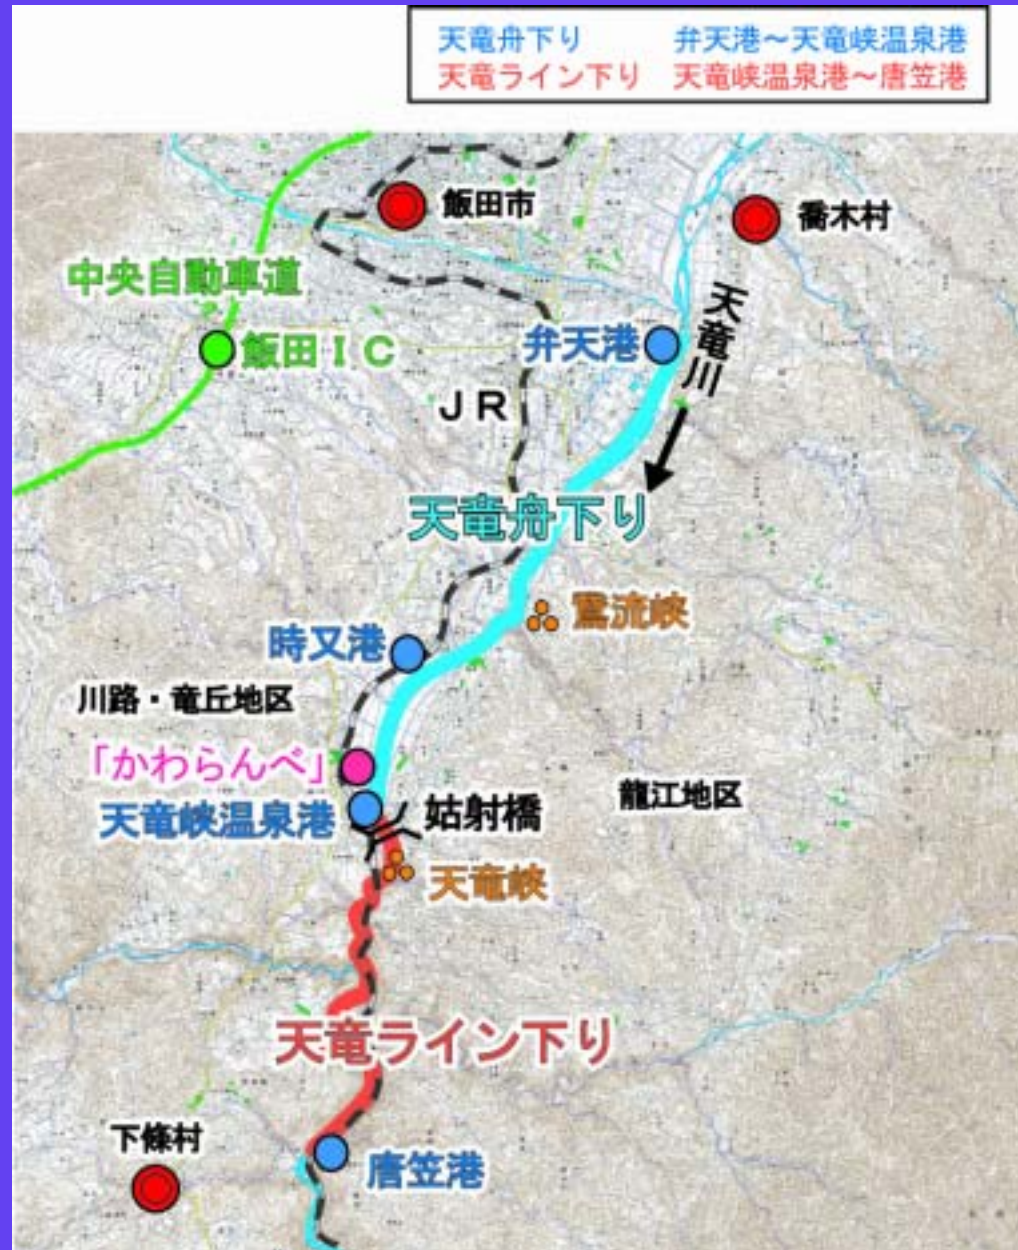 天竜舟下り 弁天港～天竜峡温泉港
天竜ライン下り 天竜峡温泉港～唐笠港
飯田市
喬木村
中央自動車道
天竜川
飯田IC
弁天港
JR
天竜舟下り
鵞流峡
時又港
川路・竜丘地区
「かわらんべ」
龍江地区
天竜峡温泉港
姑射橋
天竜峡
天竜ライン下り
下條村
唐笠港